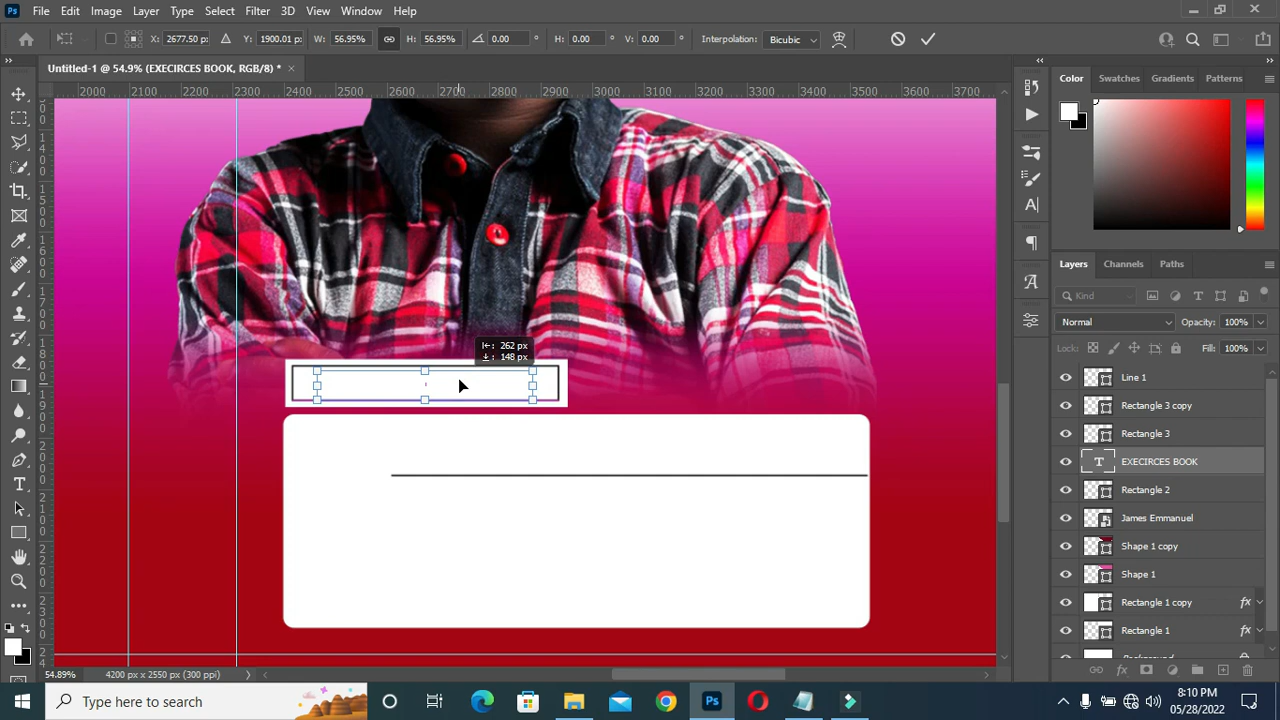 File Edit Image Layer Type Select Filter 3D View Window Help
X: 2677.50 px Y: 1900.01 px W: 56.95% H: 56.95% 0.00 ° H: 0.00 ° V: 0.00 ° Interpolation: Bicubic
Untitled-1 @ 54.9% (EXECIRCES BOOK, RGB/8) *
2000 2100 2200 2300 2400 2500 2600 2700 2800 2900 3000 3100 3200 3300 3400 3500 3600 3700
Color Swatches Gradients Patterns
Layers Channels Paths
Kind
Normal Opacity: 100%
Lock: Fill: 100%
Line 1
Rectangle 3 copy
Rectangle 3
EXECIRCES BOOK
Rectangle 2
James Emmanuel
Shape 1 copy
Shape 1
Rectangle 1 copy fx
Rectangle 1 fx
Background
262 px
148 px
54.89% 4200 px x 2550 px (300 ppi)
Type here to search
8:10 PM
05/28/2022